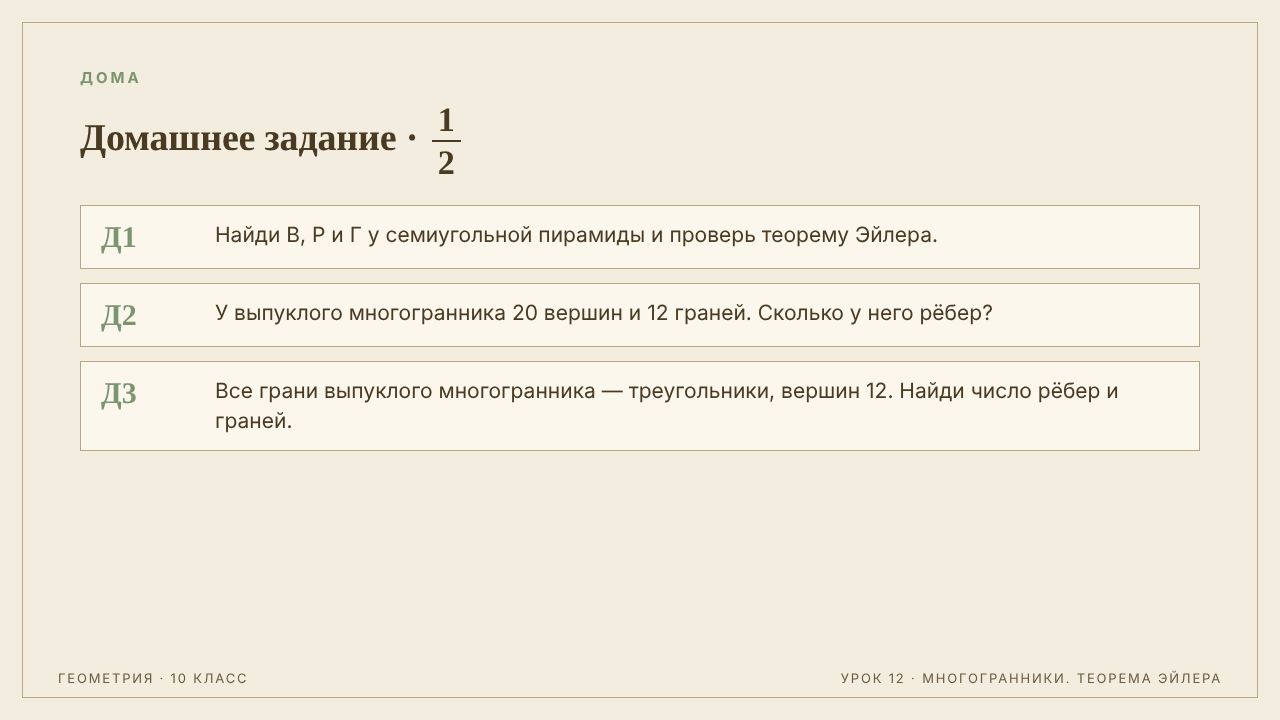 ДОМА
Домашнее задание · 1/2
Д1
Найди В, Р и Г у семиугольной пирамиды и проверь теорему Эйлера.
Д2
У выпуклого многогранника 20 вершин и 12 граней. Сколько у него рёбер?
Д3
Все грани выпуклого многогранника — треугольники, вершин 12. Найди число рёбер и
граней.
ГЕОМЕТРИЯ · 10 КЛАСС
УРОК 12 · МНОГОГРАННИКИ. ТЕОРЕМА ЭЙЛЕРА